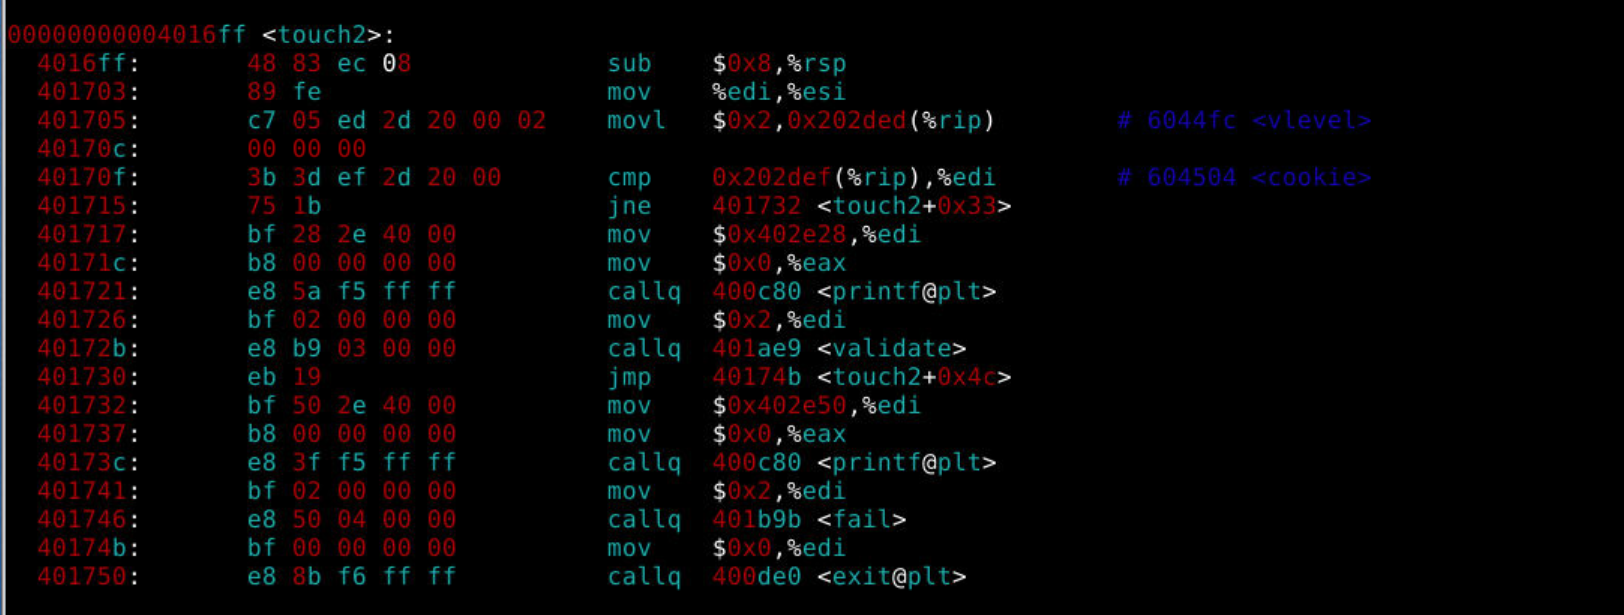 00000000004016ff <touch2>:
4016ff: 48 83 ec 08 sub $0x8,%rsp
401703: 89 fe mov %edi,%esi
401705: c7 05 ed 2d 20 00 02 movl $0x2,0x202ded(%rip) # 6044fc <vlevel>
40170c: 00 00 00
40170f: 3b 3d ef 2d 20 00 cmp 0x202def(%rip),%edi # 604504 <cookie>
401715: 75 1b jne 401732 <touch2+0x33>
401717: bf 28 2e 40 00 mov $0x402e28,%edi
40171c: b8 00 00 00 00 mov $0x0,%eax
401721: e8 5a f5 ff ff callq 400c80 <printf@plt>
401726: bf 02 00 00 00 mov $0x2,%edi
40172b: e8 b9 03 00 00 callq 401ae9 <validate>
401730: eb 19 jmp 40174b <touch2+0x4c>
401732: bf 50 2e 40 00 mov $0x402e50,%edi
401737: b8 00 00 00 00 mov $0x0,%eax
40173c: e8 3f f5 ff ff callq 400c80 <printf@plt>
401741: bf 02 00 00 00 mov $0x2,%edi
401746: e8 50 04 00 00 callq 401b9b <fail>
40174b: bf 00 00 00 00 mov $0x0,%edi
401750: e8 8b f6 ff ff callq 400de0 <exit@plt>